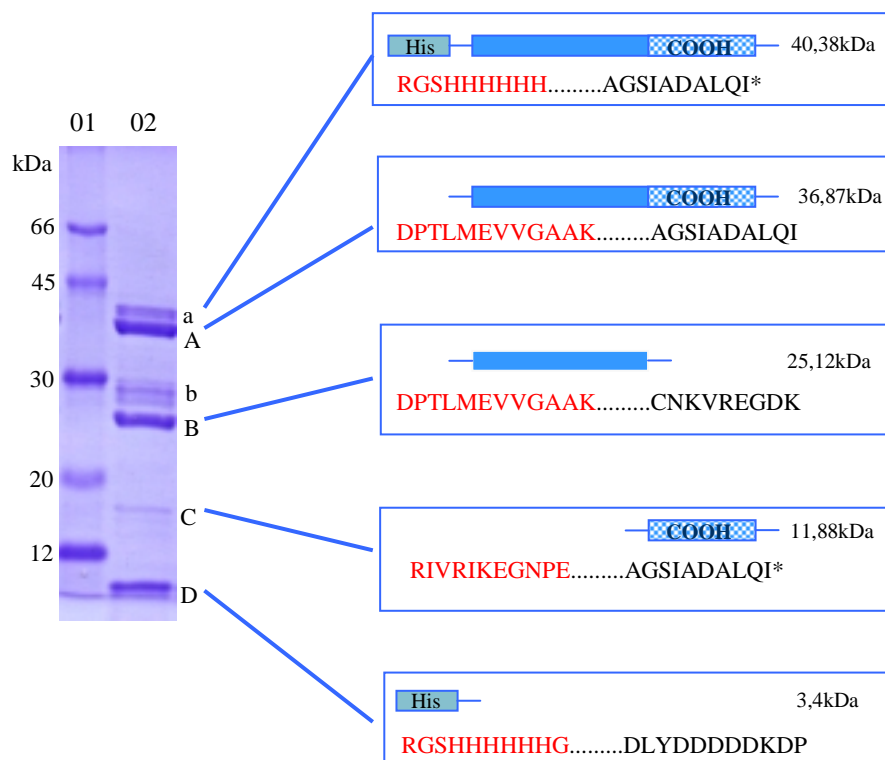 His COOH 40,38kDa
RGSHHHHHH.........AGSIADALQI*
01 02
kDa
66
45
30
20
12
a
A
b
B
C
D
COOH 36,87kDa
DPTLMEVVGAAK.........AGSIADALQI
25,12kDa
DPTLMEVVGAAK.........CNKVREGDK
COOH 11,88kDa
RIVRIKEGNPE.........AGSIADALQI*
His 3,4kDa
RGSHHHHHHG.........DLYDDDDDKDP